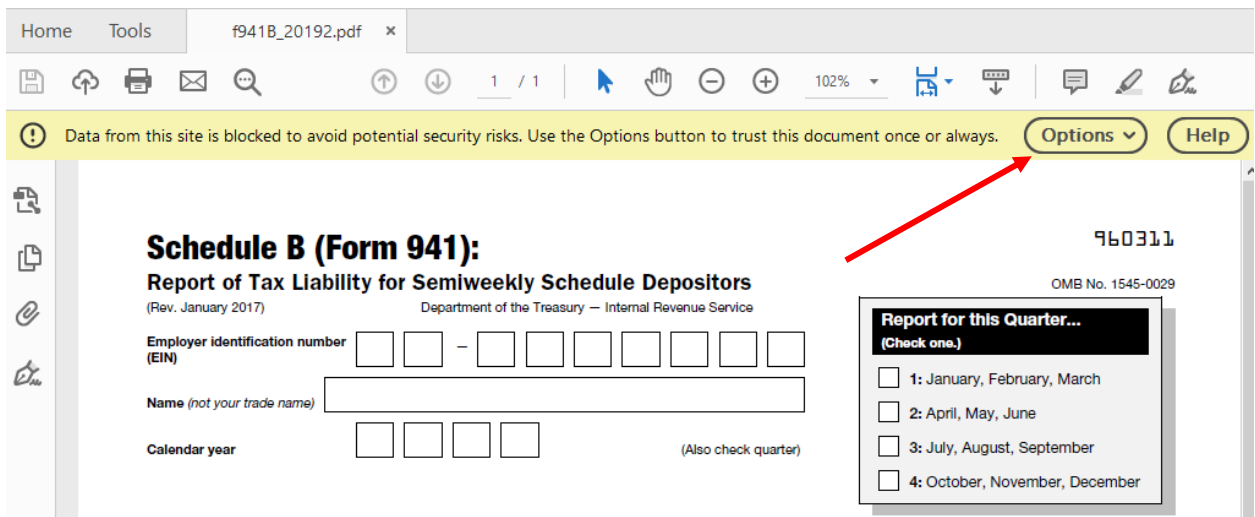 Home Tools f941B_20192.pdf ×
1 / 1 102%
Data from this site is blocked to avoid potential security risks. Use the Options button to trust this document once or always. Options Help
Schedule B (Form 941):
960311
Report of Tax Liability for Semiweekly Schedule Depositors
OMB No. 1545-0029
(Rev. January 2017) Department of the Treasury — Internal Revenue Service
Employer identification number
(EIN)
–
Name (not your trade name)
Calendar year
(Also check quarter)
Report for this Quarter...
(Check one.)
1: January, February, March
2: April, May, June
3: July, August, September
4: October, November, December